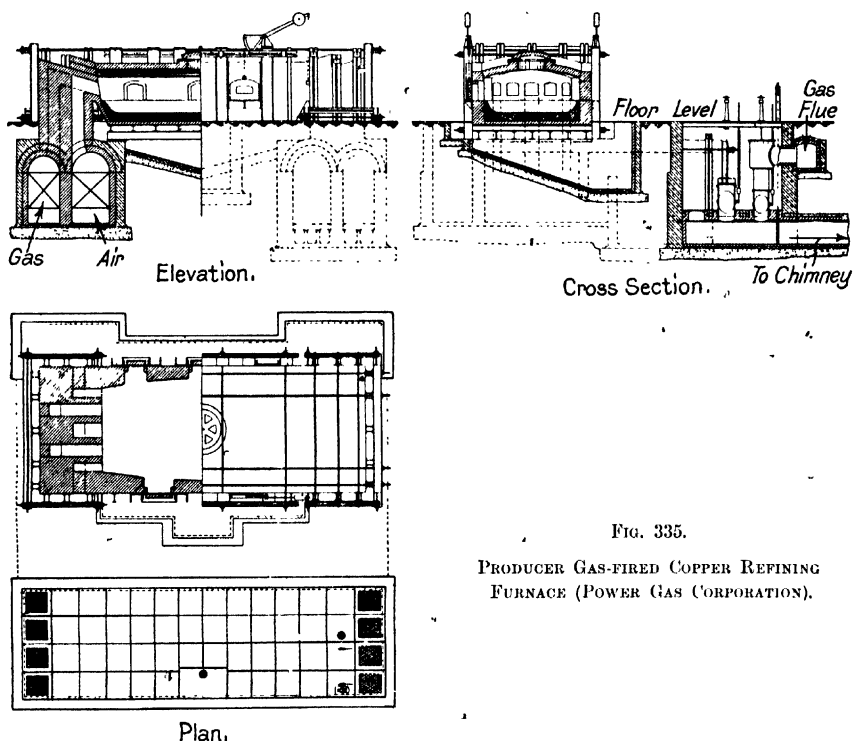 Floor Level
Gas
Flue
Gas
Air
Elevation.
Cross Section.
To Chimney
FIG. 335.
PRODUCER GAS-FIRED COPPER REFINING
FURNACE (POWER GAS CORPORATION).
Plan.